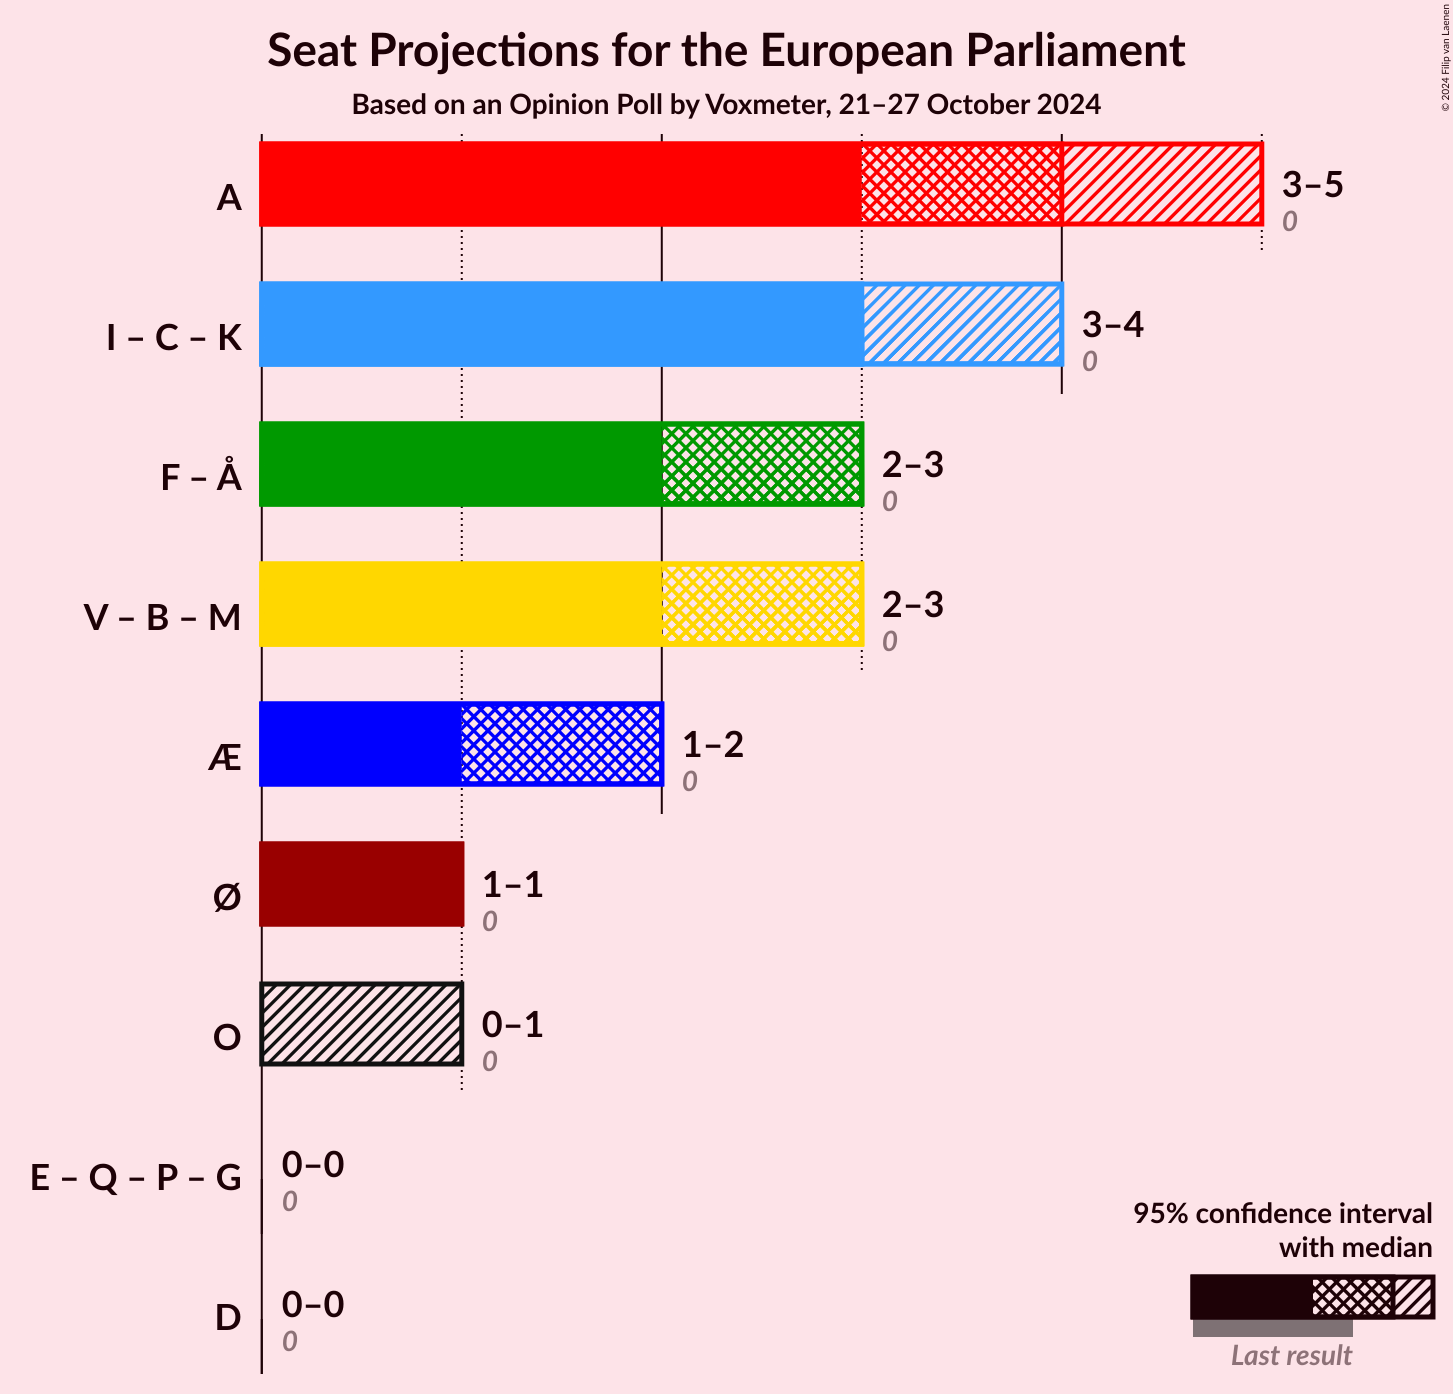 Seat Projections for the European Parliament
Based on an Opinion Poll by Voxmeter, 21–27 October 2024
© 2024 Filip van Laenen
A
3–5
0
I – C – K
3–4
0
F – Å
2–3
0
V – B – M
2–3
0
Æ
1–2
0
Ø
1–1
0
O
0–1
0
E – Q – P – G
0–0
0
D
0–0
0
95% confidence interval
with median
Last result